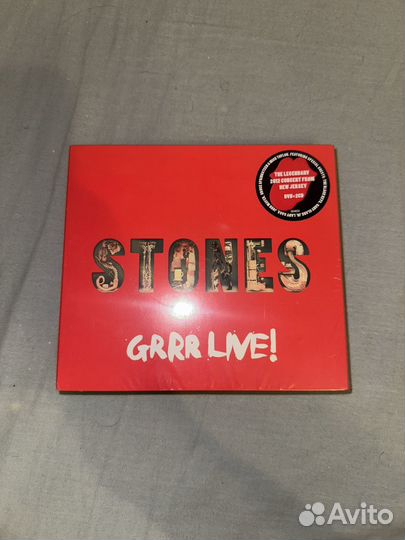 THE LEGENDARY
2012 CONCERT FROM
NEW JERSEY
DVD+2CD
STONES
GRRR LIVE!
Avito